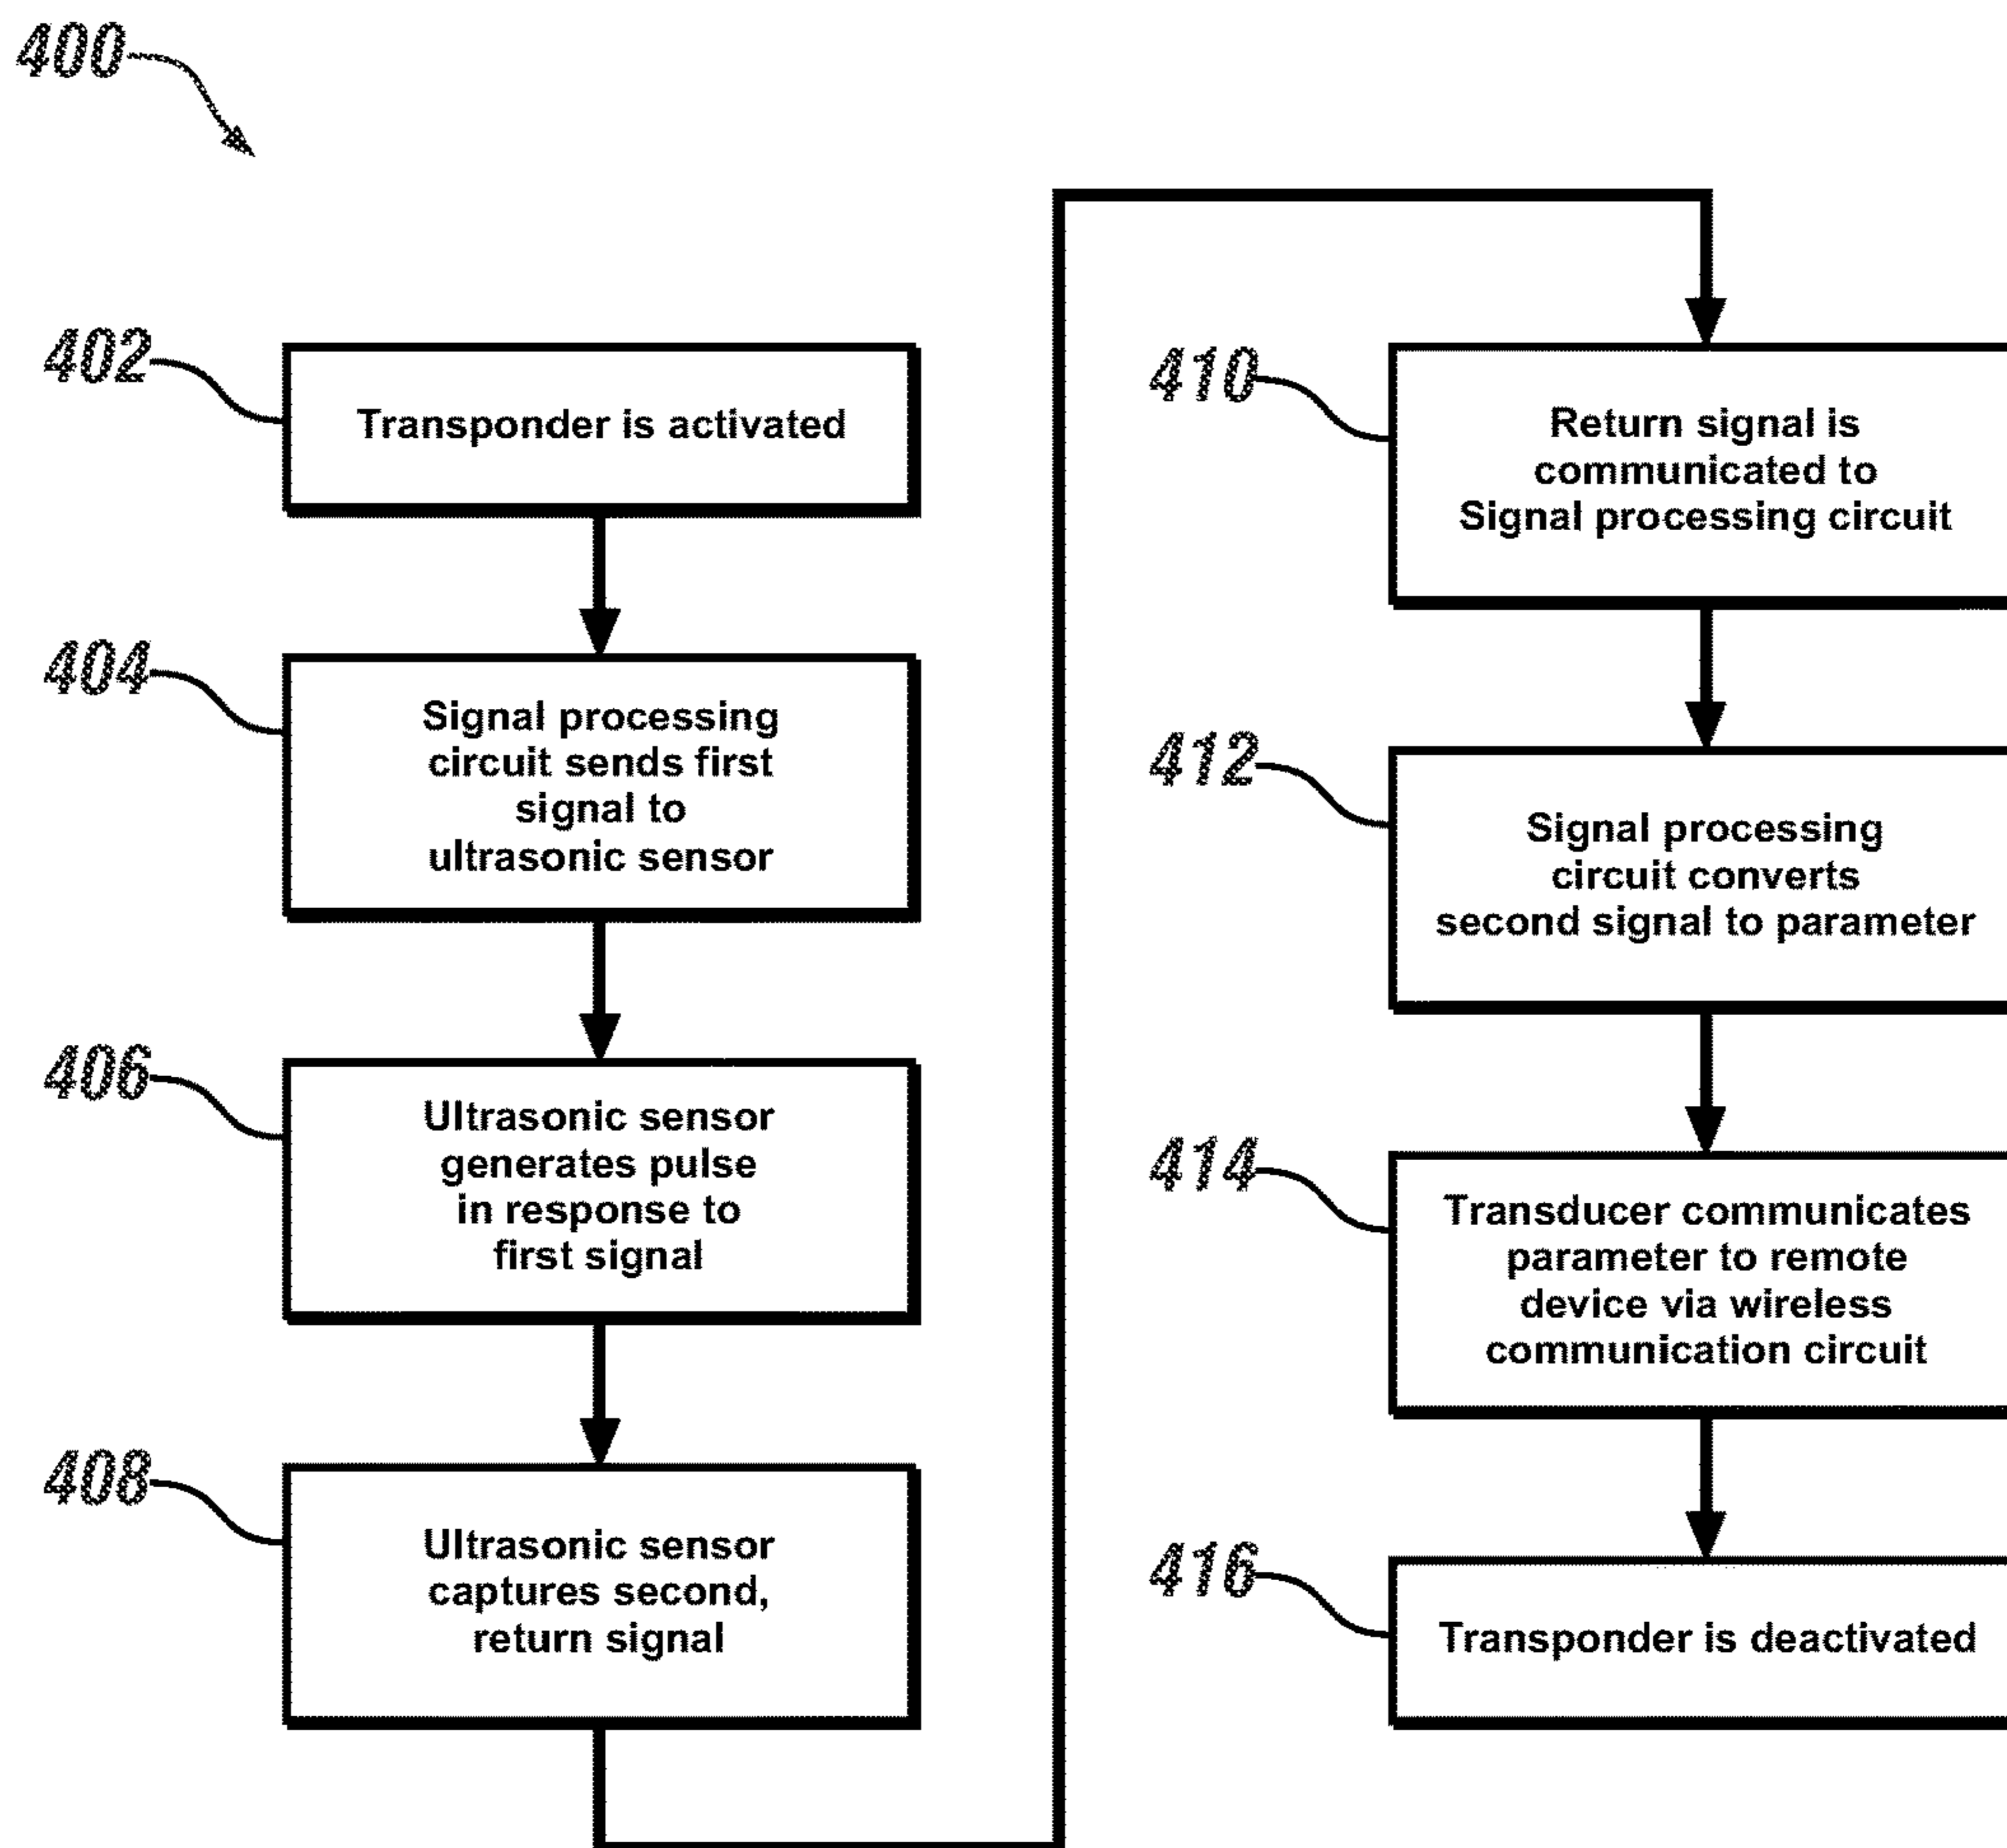 400
402
Transponder is activated
404
Signal processing
circuit sends first
signal to
ultrasonic sensor
406
Ultrasonic sensor
generates pulse
in response to
first signal
408
Ultrasonic sensor
captures second,
return signal
410
Return signal is
communicated to
Signal processing circuit
412
Signal processing
circuit converts
second signal to parameter
414
Transducer communicates
parameter to remote
device via wireless
communication circuit
416
Transponder is deactivated